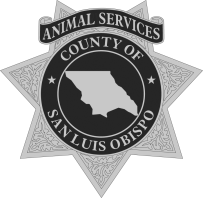 ANIMAL SERVICES
COUNTY OF
SAN LUIS OBISPO